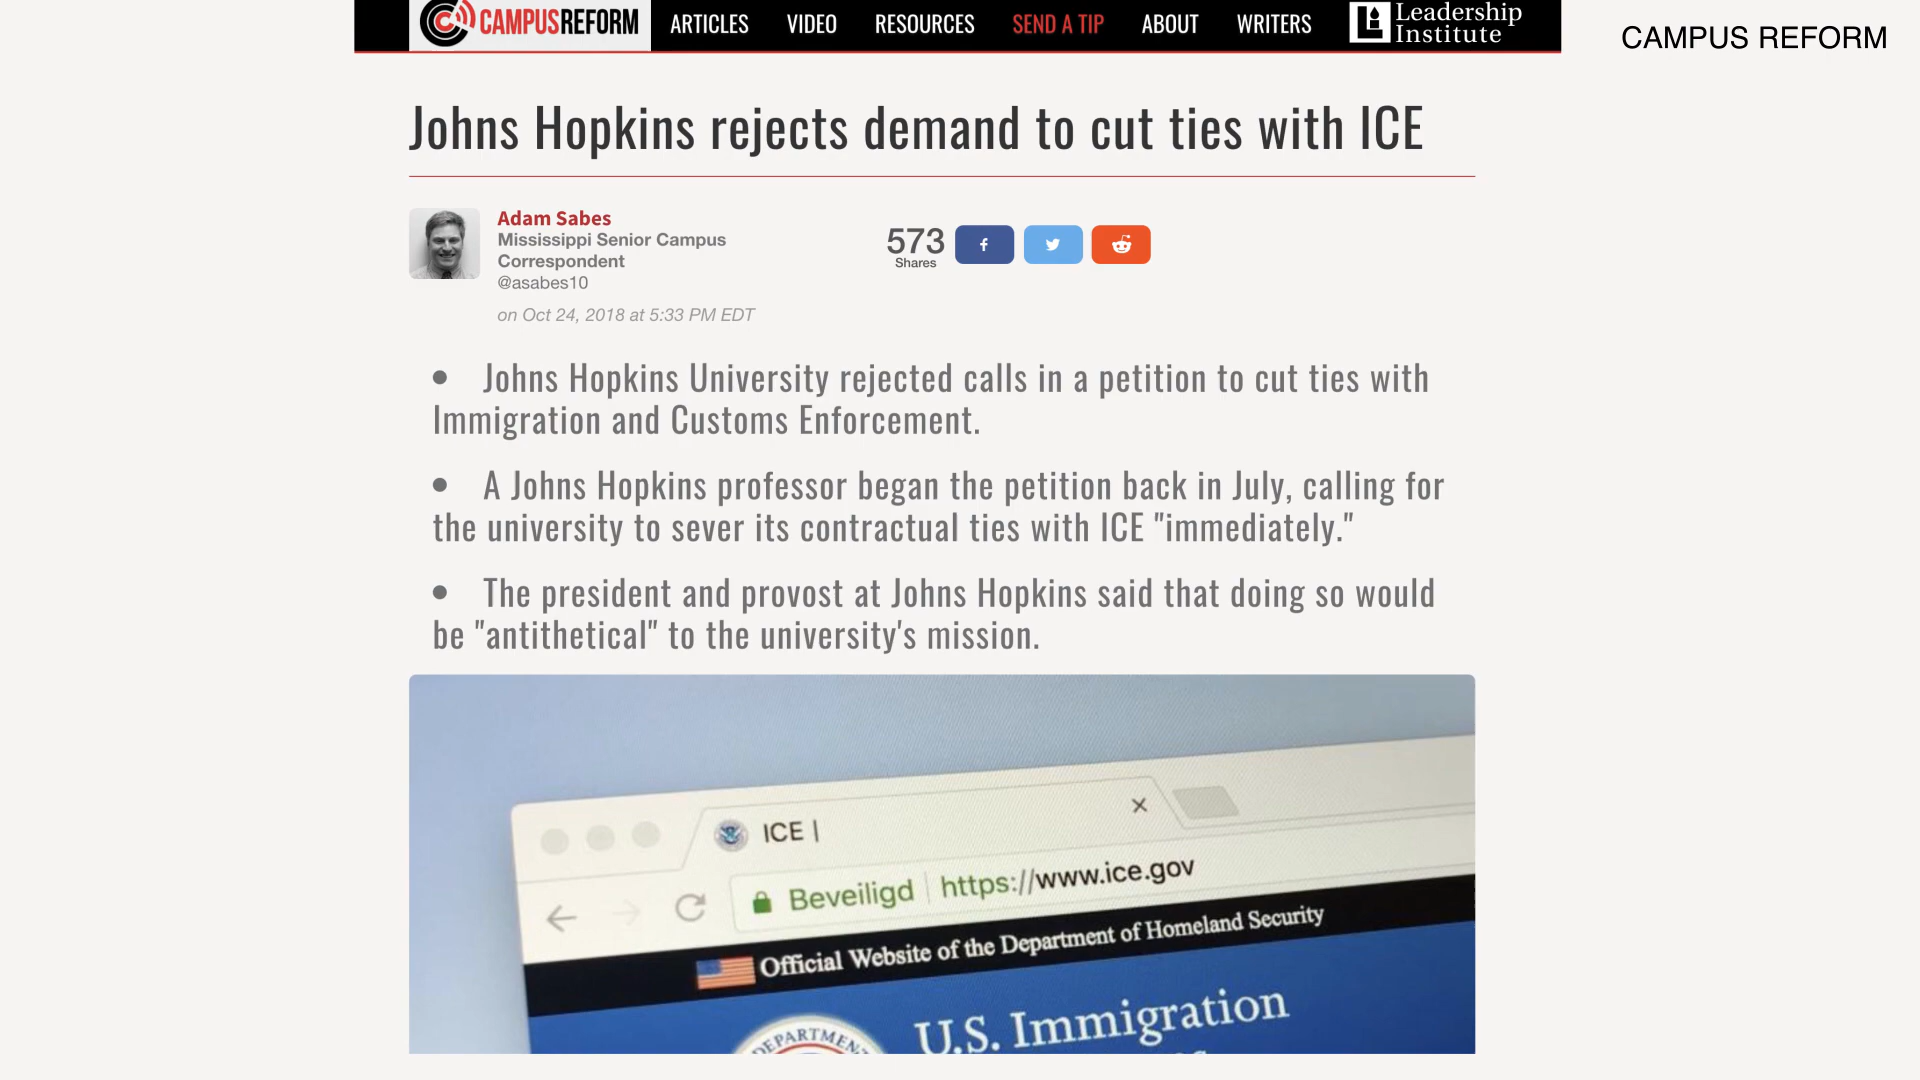 CAMPUSREFORM ARTICLES VIDEO RESOURCES SEND A TIP ABOUT WRITERS Leadership Institute
CAMPUS REFORM
Johns Hopkins rejects demand to cut ties with ICE
Adam Sabes
Mississippi Senior Campus
Correspondent
@asabes10
on Oct 24, 2018 at 5:33 PM EDT
573
Shares
• Johns Hopkins University rejected calls in a petition to cut ties with
Immigration and Customs Enforcement.
• A Johns Hopkins professor began the petition back in July, calling for
the university to sever its contractual ties with ICE "immediately."
• The president and provost at Johns Hopkins said that doing so would
be "antithetical" to the university's mission.
ICE |
Beveiligd https://www.ice.gov
Official Website of the Department of Homeland Security
U.S. Immigration